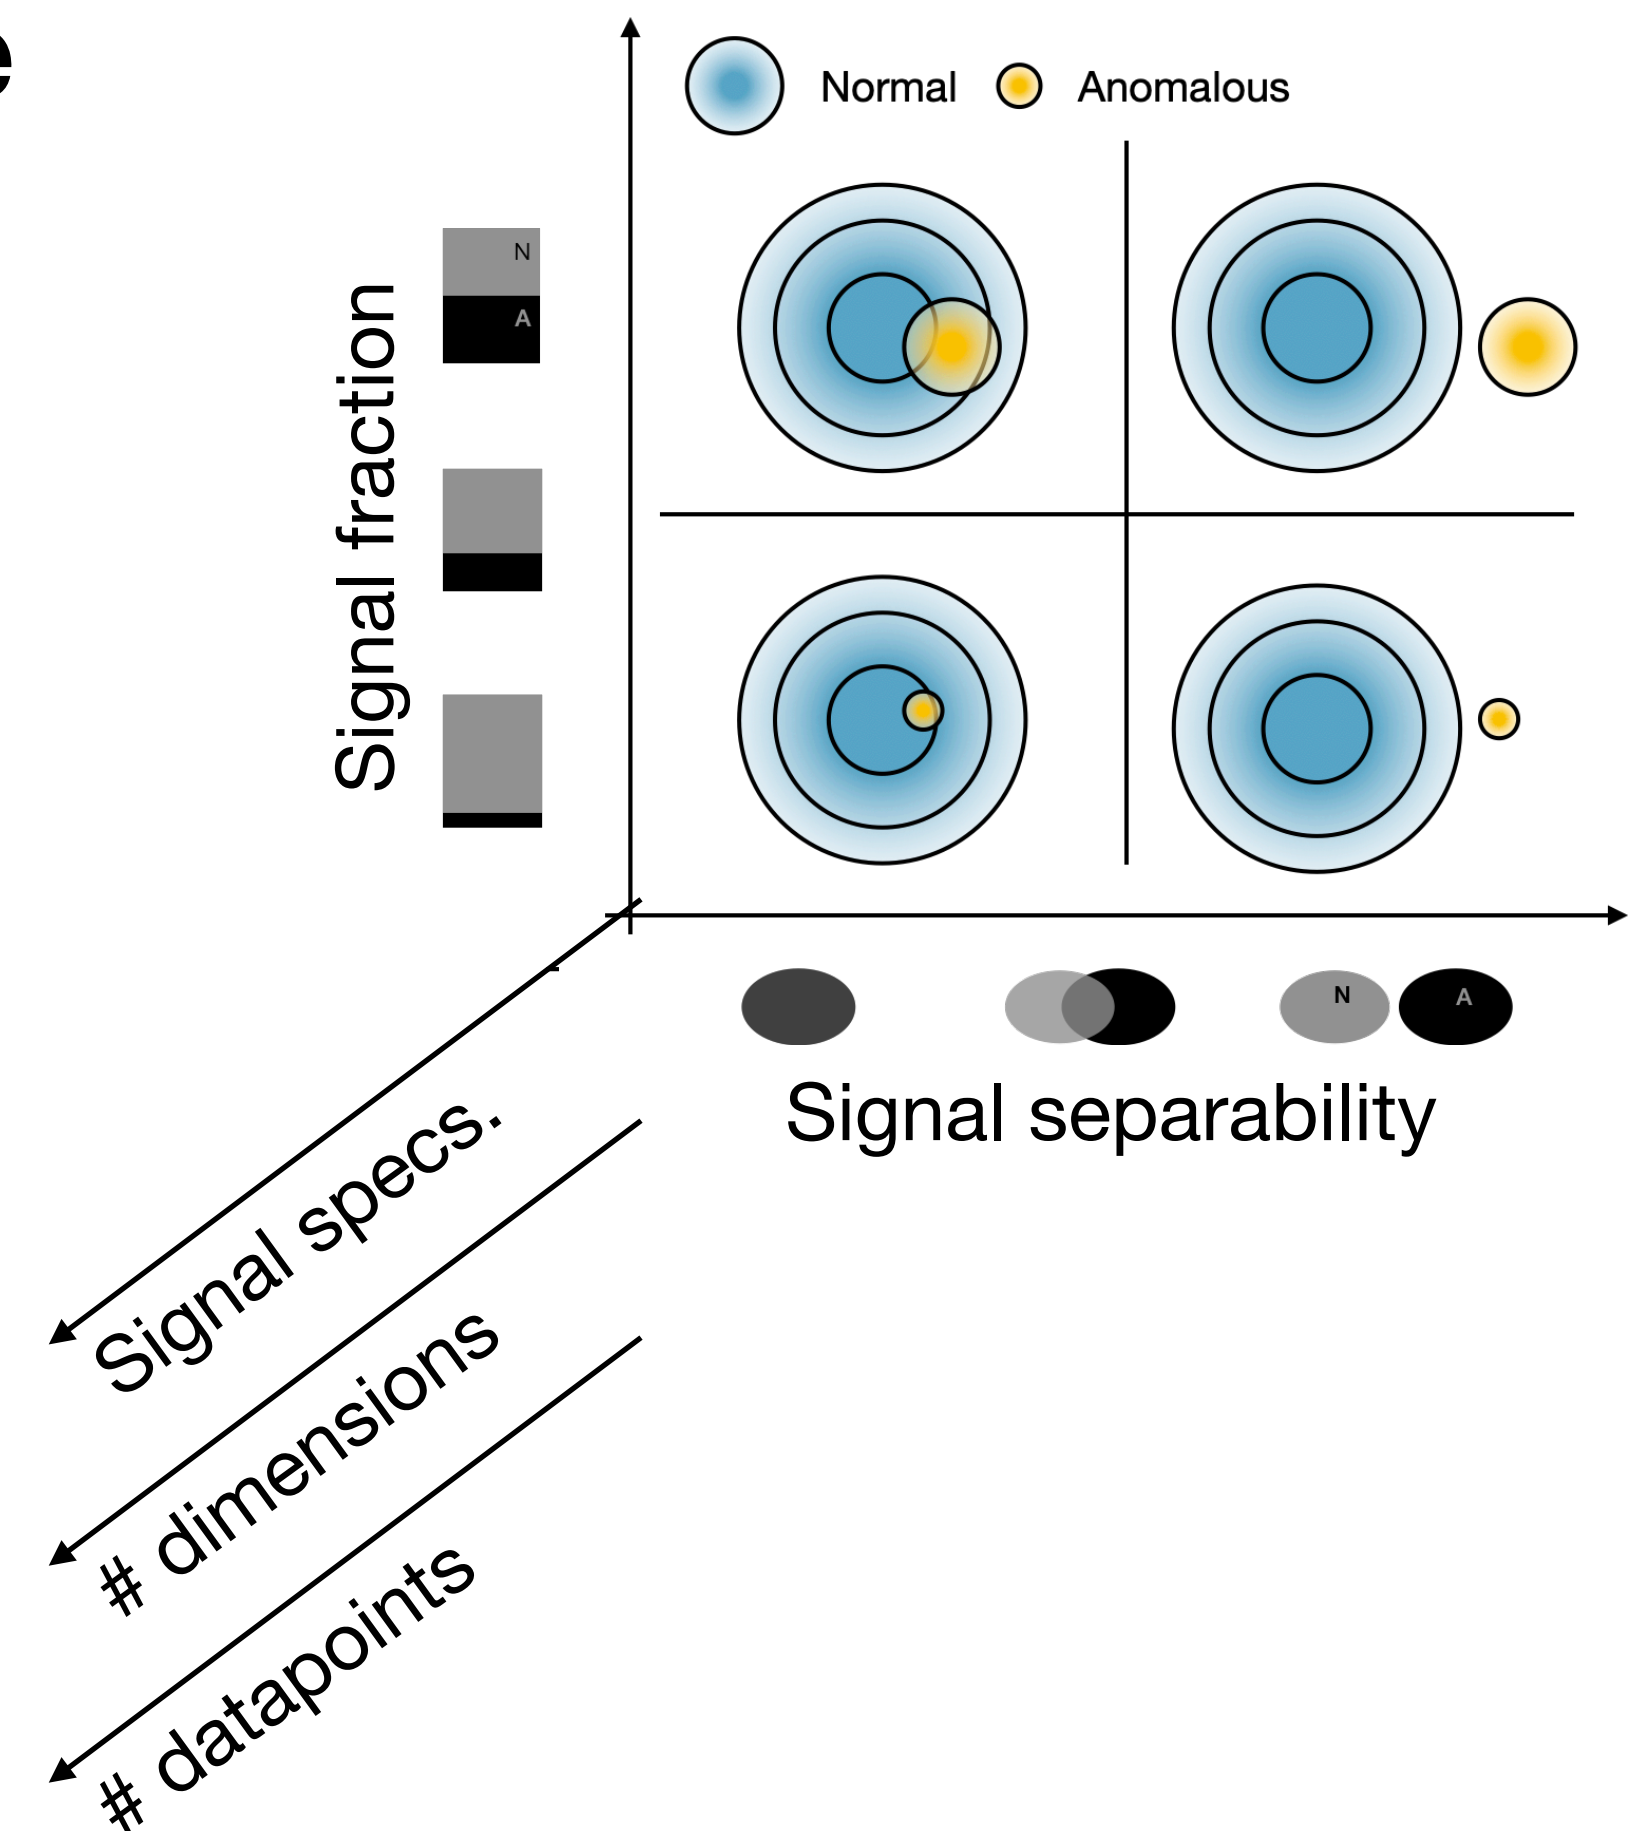 e
Normal
Anomalous
N
A
Signal fraction
N
A
Signal separability
Signal specs.
# dimensions
# datapoints